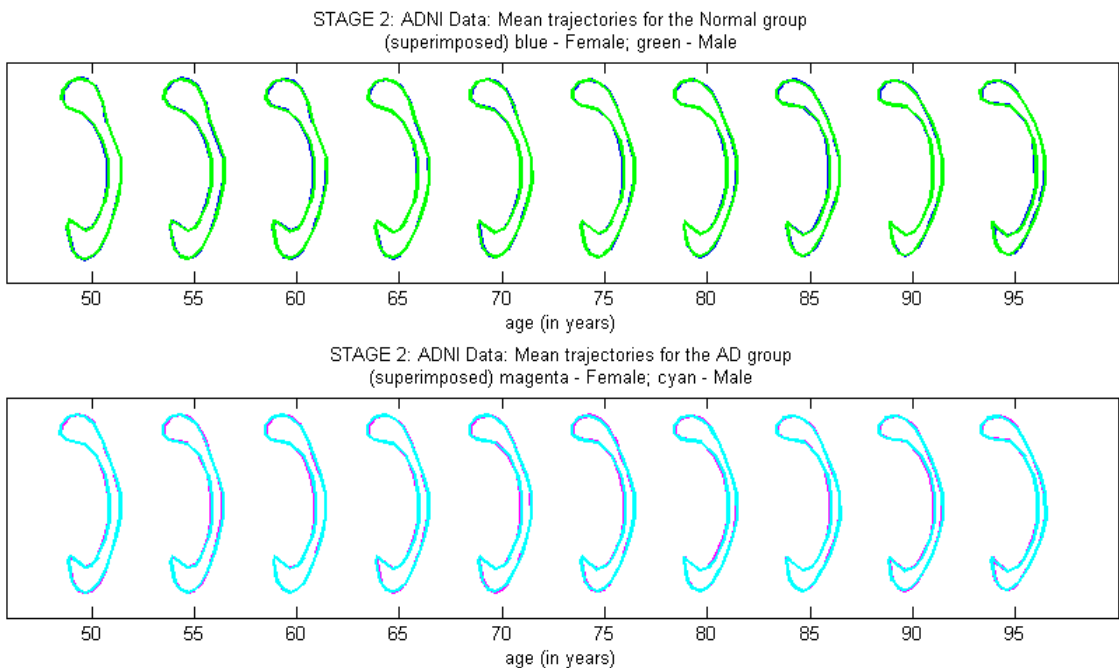 STAGE 2: ADNI Data: Mean trajectories for the Normal group
(superimposed) blue - Female; green - Male
50 55 60 65 70 75 80 85 90 95
age (in years)
STAGE 2: ADNI Data: Mean trajectories for the AD group
(superimposed) magenta - Female; cyan - Male
50 55 60 65 70 75 80 85 90 95
age (in years)